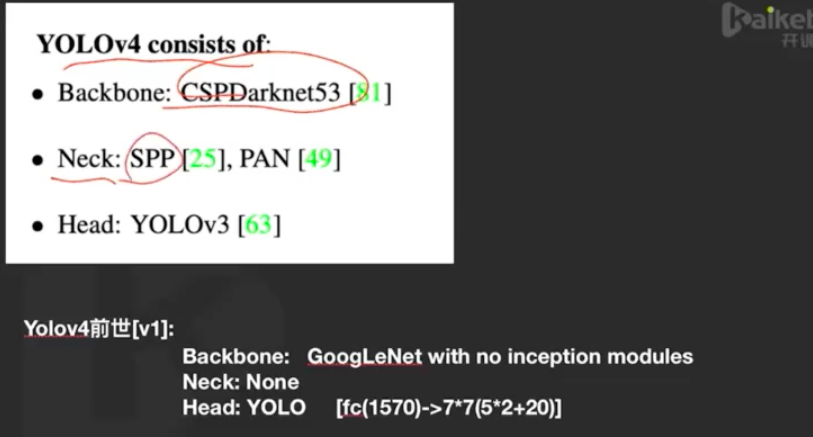 Kaikeb
开课
YOLOv4 consists of:
• Backbone: CSPDarknet53 [81]
• Neck: SPP [25], PAN [49]
• Head: YOLOv3 [63]
Yolov4前世[v1]:
Backbone: GoogLeNet with no inception modules
Neck: None
Head: YOLO [fc(1570)->7*7(5*2+20)]